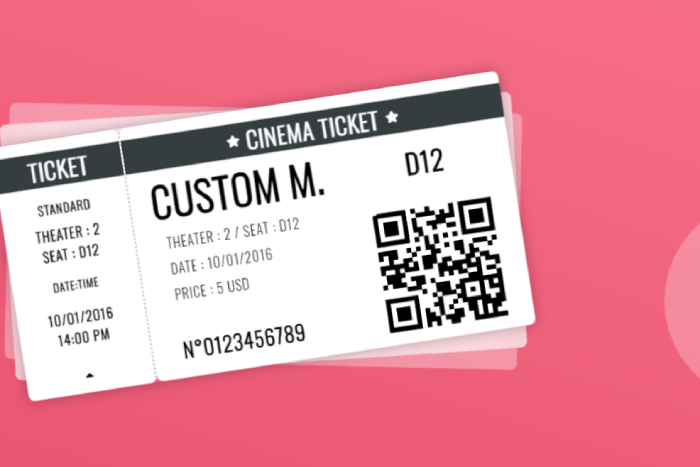 TICKET
STANDARD
THEATER : 2
SEAT : D12
DATE:TIME
10/01/2016
14:00 PM
★ CINEMA TICKET ★
CUSTOM M.
D12
THEATER : 2 / SEAT : D12
DATE : 10/01/2016
PRICE : 5 USD
N°0123456789